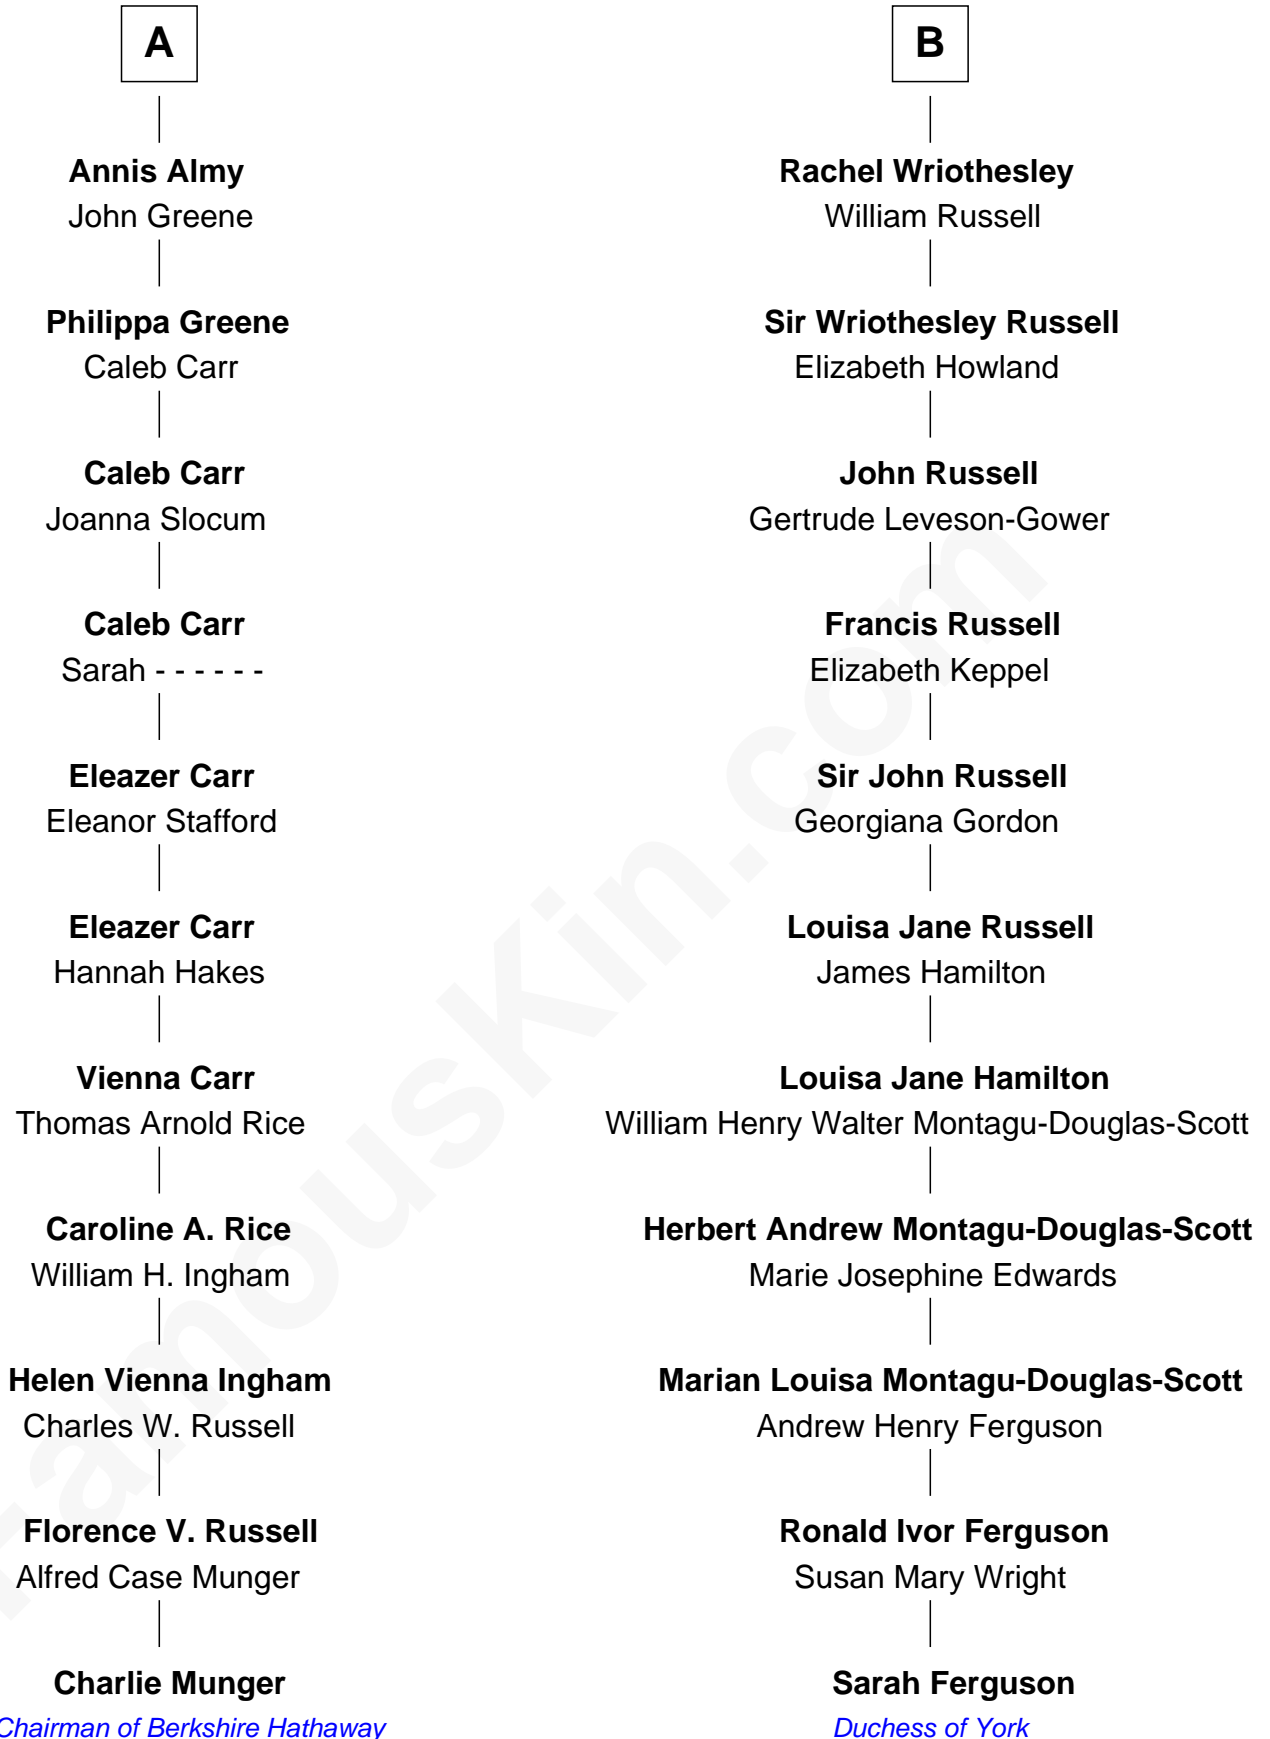 A
Annis Almy
John Greene
Philippa Greene
Caleb Carr
Caleb Carr
Joanna Slocum
Caleb Carr
Sarah - - - - - -
Eleazer Carr
Eleanor Stafford
Eleazer Carr
Hannah Hakes
Vienna Carr
Thomas Arnold Rice
Caroline A. Rice
William H. Ingham
Helen Vienna Ingham
Charles W. Russell
Florence V. Russell
Alfred Case Munger
Charlie Munger
Chairman of Berkshire Hathaway
B
Rachel Wriothesley
William Russell
Sir Wriothesley Russell
Elizabeth Howland
John Russell
Gertrude Leveson-Gower
Francis Russell
Elizabeth Keppel
Sir John Russell
Georgiana Gordon
Louisa Jane Russell
James Hamilton
Louisa Jane Hamilton
William Henry Walter Montagu-Douglas-Scott
Herbert Andrew Montagu-Douglas-Scott
Marie Josephine Edwards
Marian Louisa Montagu-Douglas-Scott
Andrew Henry Ferguson
Ronald Ivor Ferguson
Susan Mary Wright
Sarah Ferguson
Duchess of York
FamousKin.com